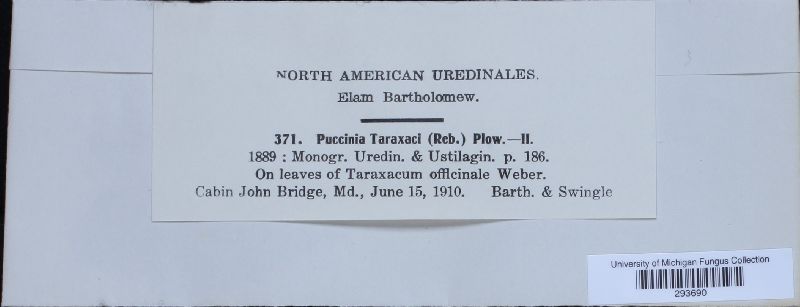 NORTH AMERICAN UREDINALES.
Elam Bartholomew.
371. Puccinia Taraxaci (Reb.) Plow.—II.
1889 : Monogr. Uredin. & Ustilagin. p. 186.
On leaves of Taraxacum officinale Weber.
Cabin John Bridge, Md., June 15, 1910. Barth. & Swingle
University of Michigan Fungus Collection
293690